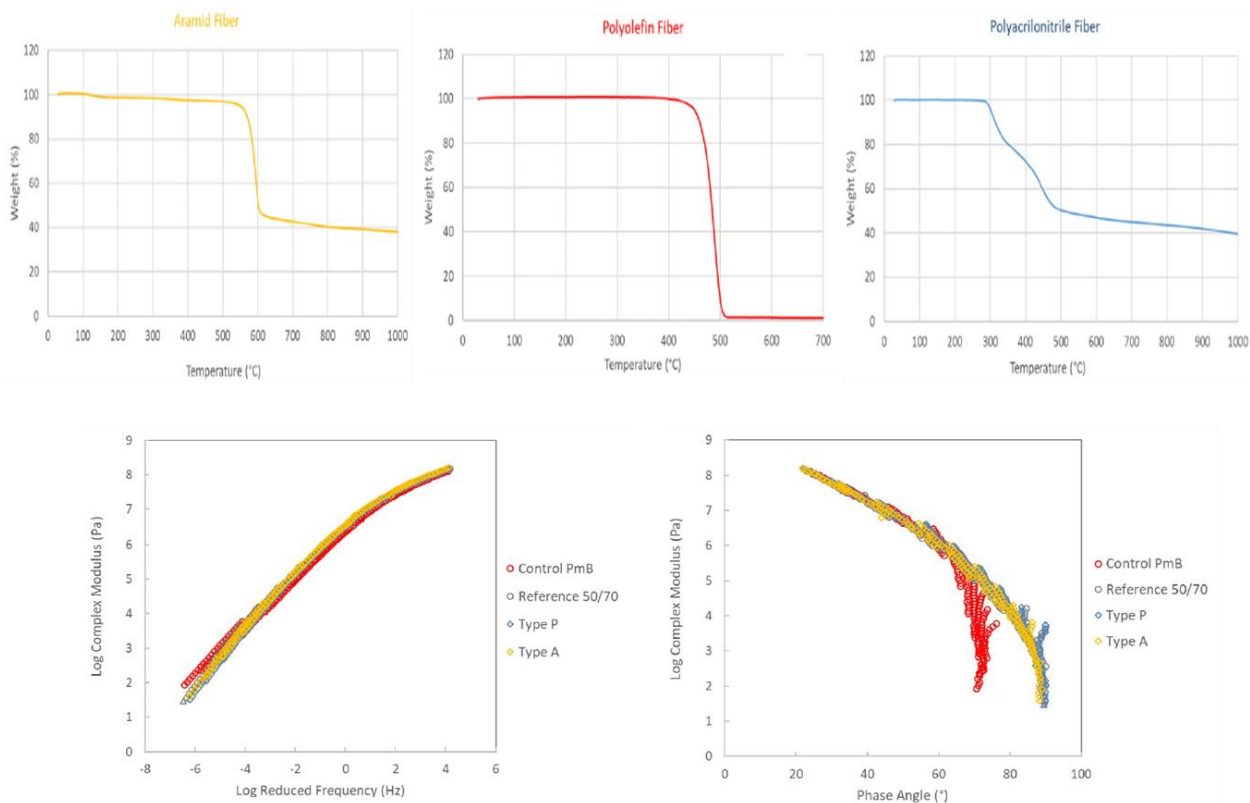 Aramid Fiber
120
100
80
60
40
20
0
Weight (%)
0 100 200 300 400 500 600 700 800 900 1000
Temperature (°C)
Polyolefin Fiber
120
100
80
60
40
20
0
Weight (%)
0 100 200 300 400 500 600 700
Temperature (°C)
Polyacrilonitrile Fiber
120
100
80
60
40
20
0
Weight (%)
0 100 200 300 400 500 600 700 800 900 1000
Temperature (°C)
9
8
7
6
5
4
3
2
1
0
Log Complex Modulus (Pa)
-8 -6 -4 -2 0 2 4 6
Log Reduced Frequency (Hz)
Control PmB
Reference 50/70
Type P
Type A
9
8
7
6
5
4
3
2
1
0
Log Complex Modulus (Pa)
0 20 40 60 80 100
Phase Angle (°)
Control PmB
Reference 50/70
Type P
Type A